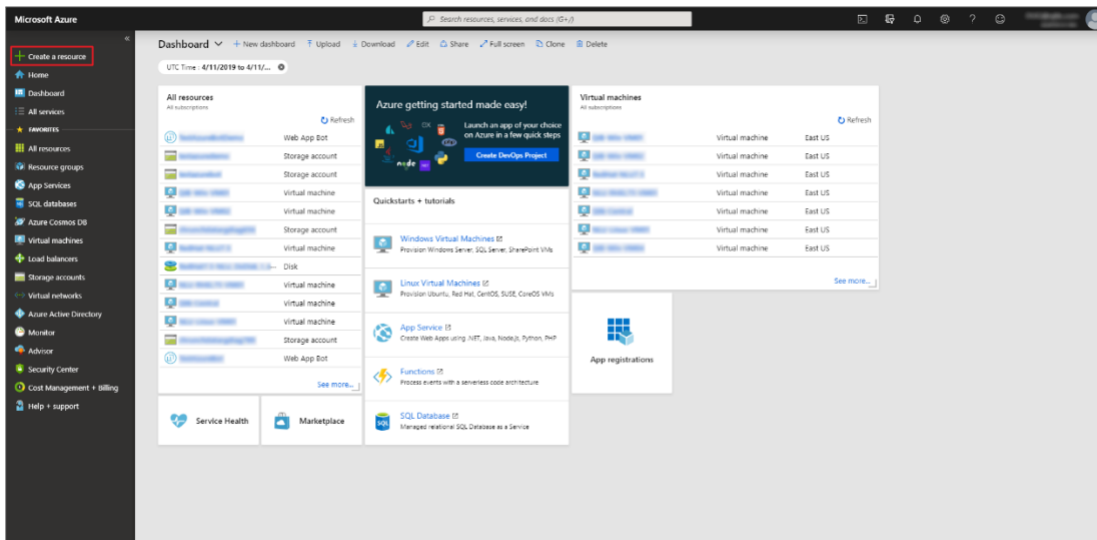 Microsoft Azure
Search resources, services, and docs (G+/)
«
Create a resource
Home
Dashboard
All services
FAVORITES
All resources
Resource groups
App Services
SQL databases
Azure Cosmos DB
Virtual machines
Load balancers
Storage accounts
Virtual networks
Azure Active Directory
Monitor
Advisor
Security Center
Cost Management + Billing
Help + support
Dashboard + New dashboard Upload Download Edit Share Full screen Clone Delete
UTC Time : 4/11/2019 to 4/11/...
All resources
All subscriptions
Refresh
Web App Bot
Storage account
Storage account
Virtual machine
Virtual machine
Storage account
Virtual machine
Disk
Virtual machine
Virtual machine
Virtual machine
Storage account
Web App Bot
See more...
Service Health
Marketplace
Azure getting started made easy!
Launch an app of your choice
on Azure in a few quick steps
Create DevOps Project
node
Quickstarts + tutorials
Windows Virtual Machines
Provision Windows Server, SQL Server, SharePoint VMs
Linux Virtual Machines
Provision Ubuntu, Red Hat, CentOS, SUSE, CoreOS VMs
App Service
Create Web Apps using .NET, Java, Node.js, Python, PHP
Functions
Process events with a serverless code architecture
SQL
SQL Database
Managed relational SQL Database as a Service
Virtual machines
All subscriptions
Refresh
Virtual machine East US
Virtual machine East US
Virtual machine East US
Virtual machine East US
Virtual machine East US
Virtual machine East US
Virtual machine East US
See more...
App registrations